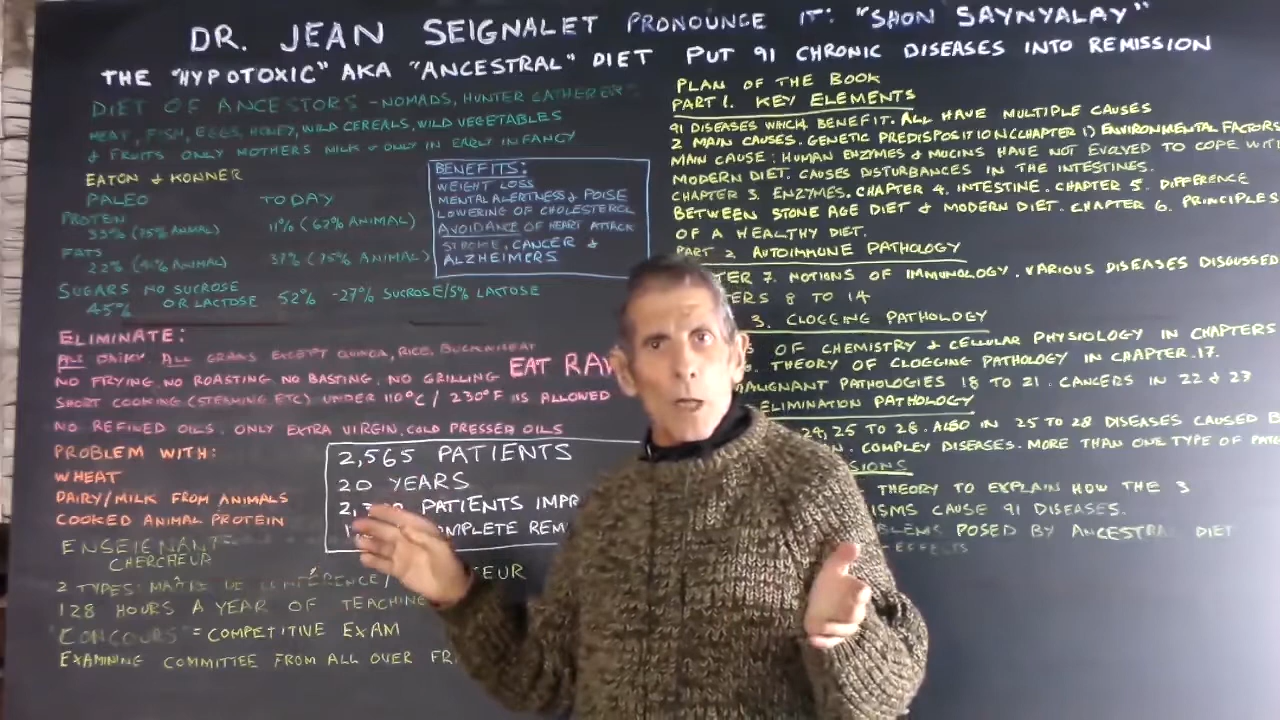 DR. JEAN SEIGNALET PRONOUNCE IT: "SHON SAYNYALAY"
THE "HYPOTOXIC" AKA "ANCESTRAL" DIET PUT 91 CHRONIC DISEASES INTO REMISSION
DIET OF ANCESTORS - NOMADS, HUNTER GATHERERS
MEAT, FISH, EGGS, HONEY, WILD CEREALS, WILD VEGETABLES
& FRUITS ONLY MOTHERS MILK & ONLY IN EARLY INFANCY
EATON & KONNER
PALEO TODAY
PROTEIN
33% (75% ANIMAL) 11% (67% ANIMAL)
FATS
22% (41% ANIMAL) 37% (75% ANIMAL)
SUGARS NO SUCROSE
OR LACTOSE 52% -27% SUCROSE/5% LACTOSE
45%
BENEFITS:
WEIGHT LOSS
MENTAL ALERTNESS & POISE
LOWERING OF CHOLESTEROL
AVOIDANCE OF HEART ATTACK
STROKE, CANCER &
ALZHEIMERS
ELIMINATE:
ALL DAIRY. ALL GRAINS EXCEPT QUINOA, RICE, BUCKWHEAT
NO FRYING. NO ROASTING NO BASTING. NO GRILLING
EAT RAW
SHORT COOKING (STEAMING ETC) UNDER 110°C / 230°F IS ALLOWED
NO REFINED OILS. ONLY EXTRA VIRGIN, COLD PRESSED OILS
PROBLEM WITH:
WHEAT
DAIRY/MILK FROM ANIMALS
COOKED ANIMAL PROTEIN
2,565 PATIENTS
20 YEARS
PATIENTS IMPR
COMPLETE REM
ENSEIGNANT
CHERCHEUR
2 TYPES: MAÎTRE DE CONFÉRENCE/ TEUR
128 HOURS A YEAR OF TEACHING
"CONCOURS" = COMPETITIVE EXAM
EXAMINING COMMITTEE FROM ALL OVER FR
PLAN OF THE BOOK
PART 1. KEY ELEMENTS
91 DISEASES WHICH BENEFIT. ALL HAVE MULTIPLE CAUSES
2 MAIN CAUSES. GENETIC PREDISPOSITION (CHAPTER 1) ENVIRONMENTAL FACTORS
MAIN CAUSE: HUMAN ENZYMES & MUCINS HAVE NOT EVOLVED TO COPE WITH
MODERN DIET. CAUSES DISTURBANCES IN THE INTESTINES.
CHAPTER 3. ENZYMES. CHAPTER 4. INTESTINE. CHAPTER 5. DIFFERENCE
BETWEEN STONE AGE DIET & MODERN DIET. CHAPTER 6. PRINCIPLES
OF A HEALTHY DIET.
PART 2. AUTOIMMUNE PATHOLOGY
TER 7. NOTIONS OF IMMUNOLOGY. VARIOUS DISEASES DISCUSSED
TERS 8 TO 14
3. CLOGGING PATHOLOGY
OF CHEMISTRY & CELLULAR PHYSIOLOGY IN CHAPTERS
THEORY OF CLOGGING PATHOLOGY IN CHAPTER 17.
MALIGNANT PATHOLOGIES 18 TO 21. CANCERS IN 22 & 23
ELIMINATION PATHOLOGY
24, 25 TO 28. ALSO IN 25 TO 28 DISEASES CAUSED B
N. COMPLEX DISEASES. MORE THAN ONE TYPE OF PATH
SIONS
THEORY TO EXPLAIN HOW THE 3
ISMS CAUSE 91 DISEASES.
BLEMS POSED BY ANCESTRAL DIET
EFFECTS